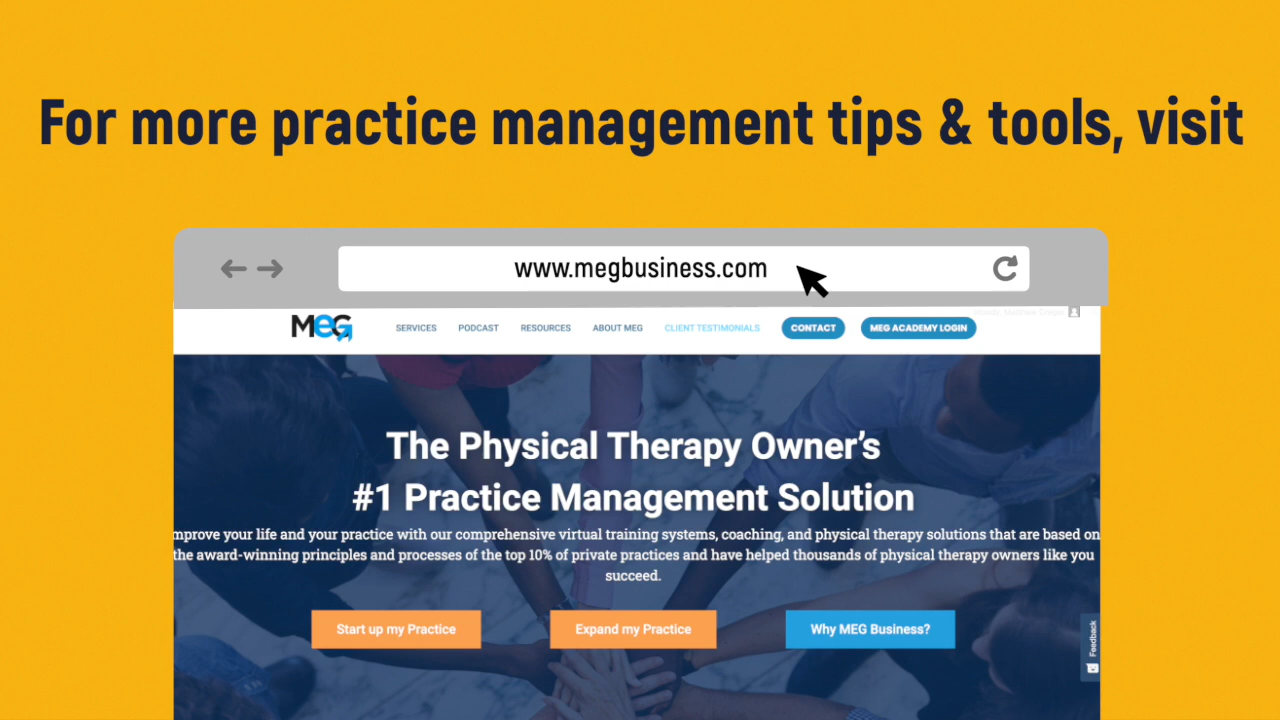 For more practice management tips & tools, visit
www.megbusiness.com
MEG
SERVICES PODCAST RESOURCES ABOUT MEG CLIENT TESTIMONIALS CONTACT MEG ACADEMY LOGIN
The Physical Therapy Owner's
#1 Practice Management Solution
mprove your life and your practice with our comprehensive virtual training systems, coaching, and physical therapy solutions that are based on
the award-winning principles and processes of the top 10% of private practices and have helped thousands of physical therapy owners like you
succeed.
Start up my Practice Expand my Practice Why MEG Business?
Feedback